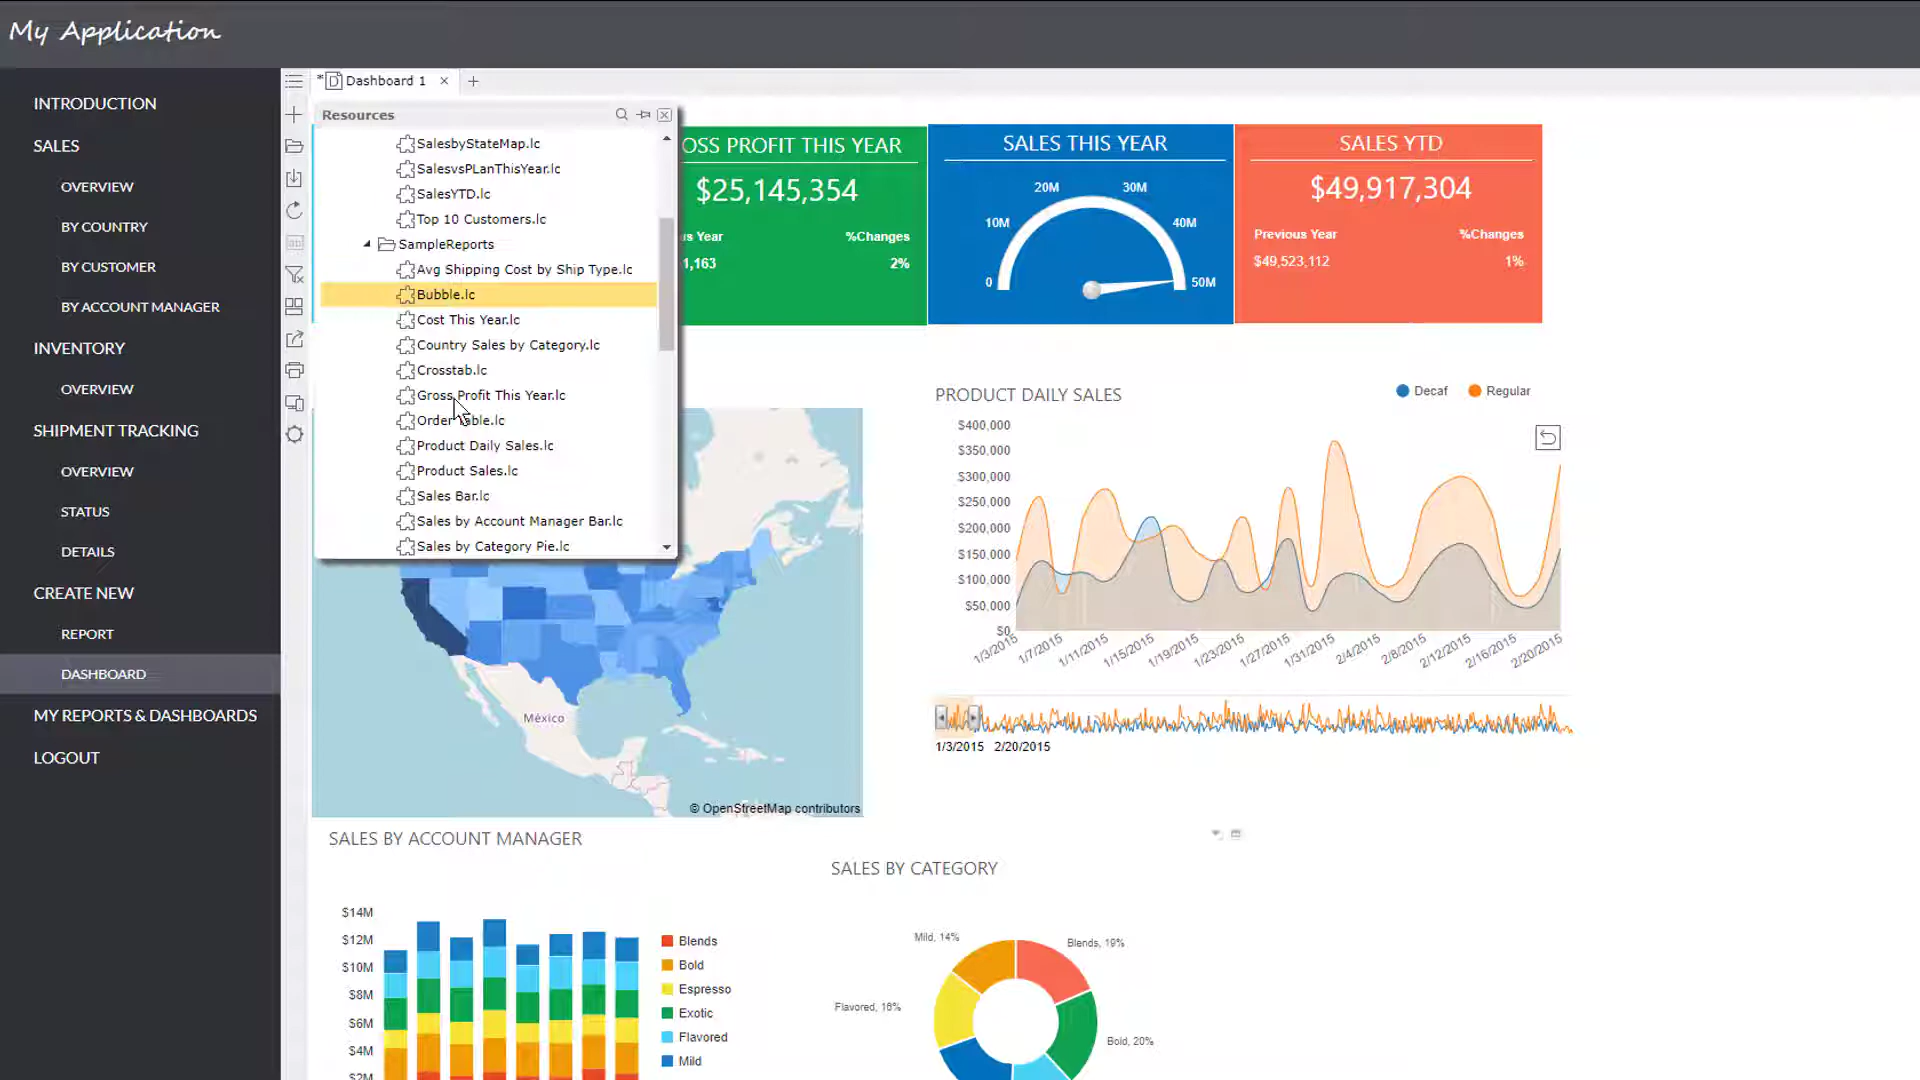 My Application
INTRODUCTION
SALES
OVERVIEW
BY COUNTRY
BY CUSTOMER
BY ACCOUNT MANAGER
INVENTORY
OVERVIEW
SHIPMENT TRACKING
OVERVIEW
STATUS
DETAILS
CREATE NEW
REPORT
DASHBOARD
MY REPORTS & DASHBOARDS
LOGOUT
* Dashboard 1 × +
Resources
SalesbyStateMap.lc
SalesvsPLanThisYear.lc
SalesYTD.lc
Top 10 Customers.lc
SampleReports
Avg Shipping Cost by Ship Type.lc
Bubble.lc
Cost This Year.lc
Country Sales by Category.lc
Crosstab.lc
Gross Profit This Year.lc
Product Daily Sales.lc
Product Sales.lc
Sales Bar.lc
Sales by Account Manager Bar.lc
Sales by Category Pie.lc
OSS PROFIT THIS YEAR
$25,145,354
us Year %Changes
1,163 2%
SALES THIS YEAR
0 10M 20M 30M 40M 50M
SALES YTD
$49,917,304
Previous Year %Changes
$49,523,112 1%
México
© OpenStreetMap contributors
PRODUCT DAILY SALES
Decaf Regular
$400,000
$350,000
$300,000
$250,000
$200,000
$150,000
$100,000
$50,000
$0
1/3/2015 1/7/2015 1/11/2015 1/15/2015 1/19/2015 1/23/2015 1/27/2015 1/31/2015 2/4/2015 2/8/2015 2/12/2015 2/16/2015 2/20/2015
1/3/2015 2/20/2015
SALES BY ACCOUNT MANAGER
$14M
$12M
$10M
$8M
$6M
$4M
$2M
Blends
Bold
Espresso
Exotic
Flavored
Mild
SALES BY CATEGORY
Mild, 14%
Blends, 19%
Flavored, 16%
Bold, 20%